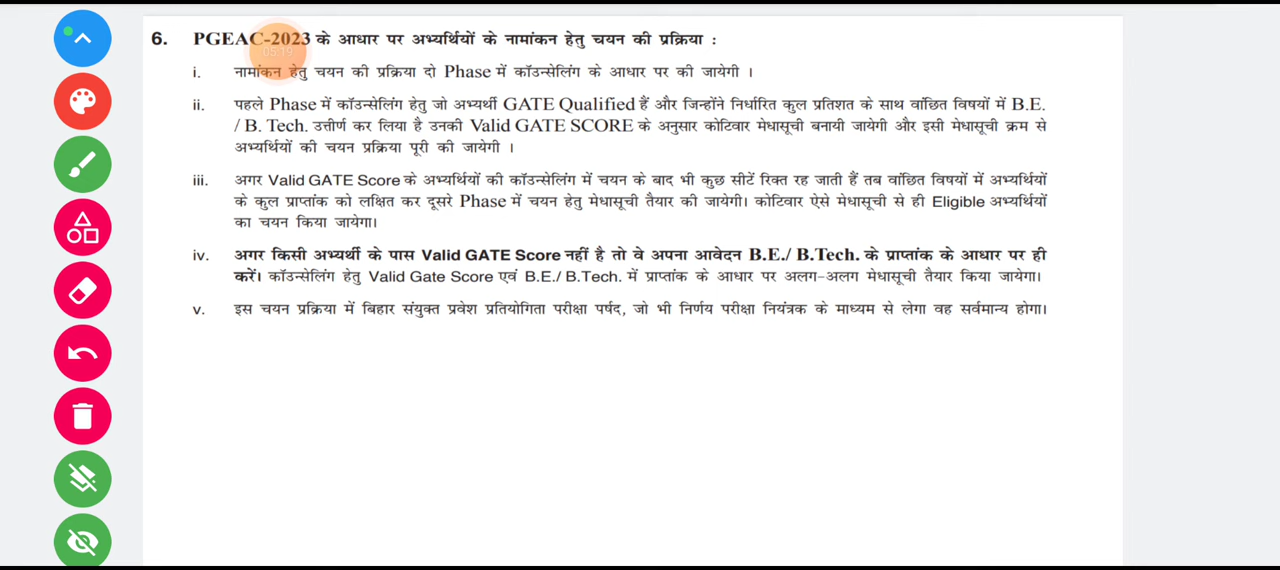 6. PGEAC-2023 के आधार पर अभ्यर्थियों के नामांकन हेतु चयन की प्रक्रिया :
05:19
i. नामांकन हेतु चयन की प्रक्रिया दो Phase में कॉउन्सेलिंग के आधार पर की जायेगी ।
ii. पहले Phase में कॉउन्सेलिंग हेतु जो अभ्यर्थी GATE Qualified हैं और जिन्होंने निर्धारित कुल प्रतिशत के साथ वांछित विषयों में B.E.
/ B. Tech. उत्तीर्ण कर लिया है उनकी Valid GATE SCORE के अनुसार कोटिवार मेधासूची बनायी जायेगी और इसी मेधासूची क्रम से
अभ्यर्थियों की चयन प्रक्रिया पूरी की जायेगी ।
iii. अगर Valid GATE Score के अभ्यर्थियों की कॉउन्सेलिंग में चयन के बाद भी कुछ सीटें रिक्त रह जाती हैं तब वांछित विषयों में अभ्यर्थियों
के कुल प्राप्तांक को लक्षित कर दूसरे Phase में चयन हेतु मेधासूची तैयार की जायेगी। कोटिवार ऐसे मेधासूची से ही Eligible अभ्यर्थियों
का चयन किया जायेगा।
iv. अगर किसी अभ्यर्थी के पास Valid GATE Score नहीं है तो वे अपना आवेदन B.E./ B.Tech. के प्राप्तांक के आधार पर ही
करें। कॉउन्सेलिंग हेतु Valid Gate Score एवं B.E./ B.Tech. में प्राप्तांक के आधार पर अलग-अलग मेधासूची तैयार किया जायेगा।
v. इस चयन प्रक्रिया में बिहार संयुक्त प्रवेश प्रतियोगिता परीक्षा पर्षद, जो भी निर्णय परीक्षा नियंत्रक के माध्यम से लेगा वह सर्वमान्य होगा।